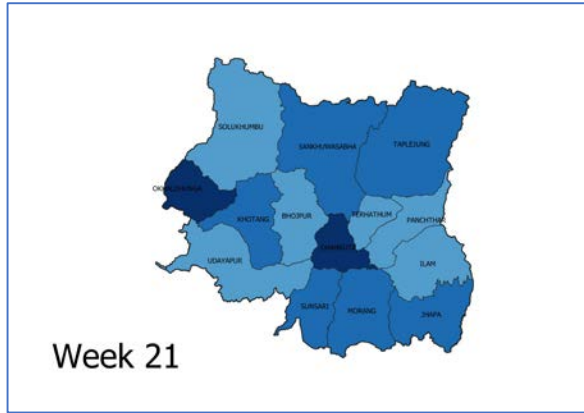 SOLUKHUMBU
SANKHUWASABHA
TAPLEJUNG
OKHALDHUNGA
KHOTANG
BHOJPUR
TERHATHUM
PANCHTHAR
DHANKUTA
UDAYAPUR
ILAM
SUNSARI
MORANG
JHAPA
Week 21